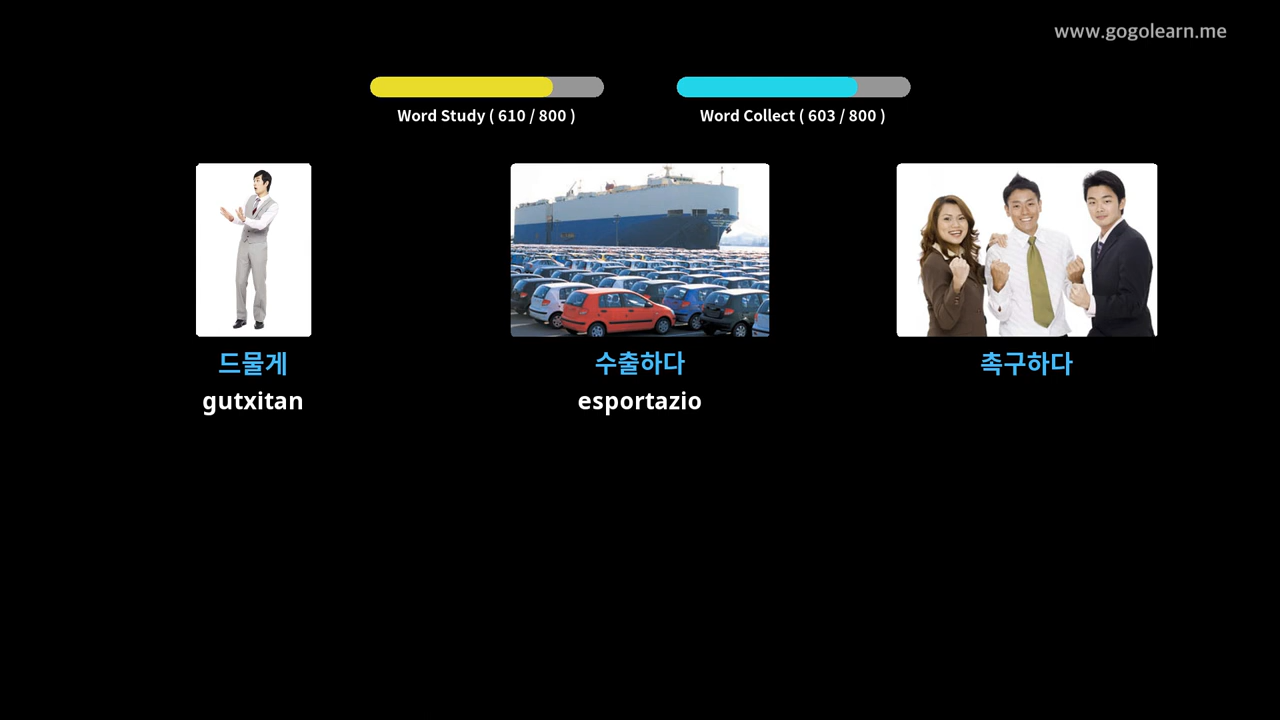 www.gogolearn.me
Word Study ( 610 / 800 )
Word Collect ( 603 / 800 )
드물게
수출하다
촉구하다
gutxitan
esportazio